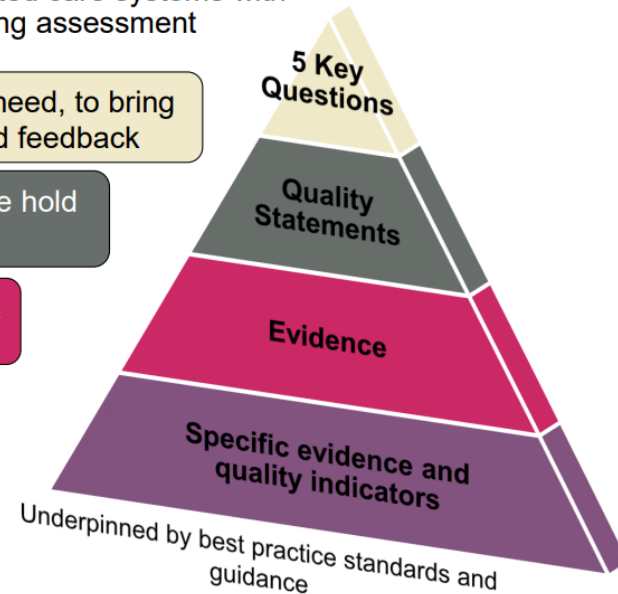 ng assessment
need, to bring
d feedback
e hold
5 Key
Questions
Quality
Statements
Evidence
Specific evidence and
quality indicators
Underpinned by best practice standards and
guidance